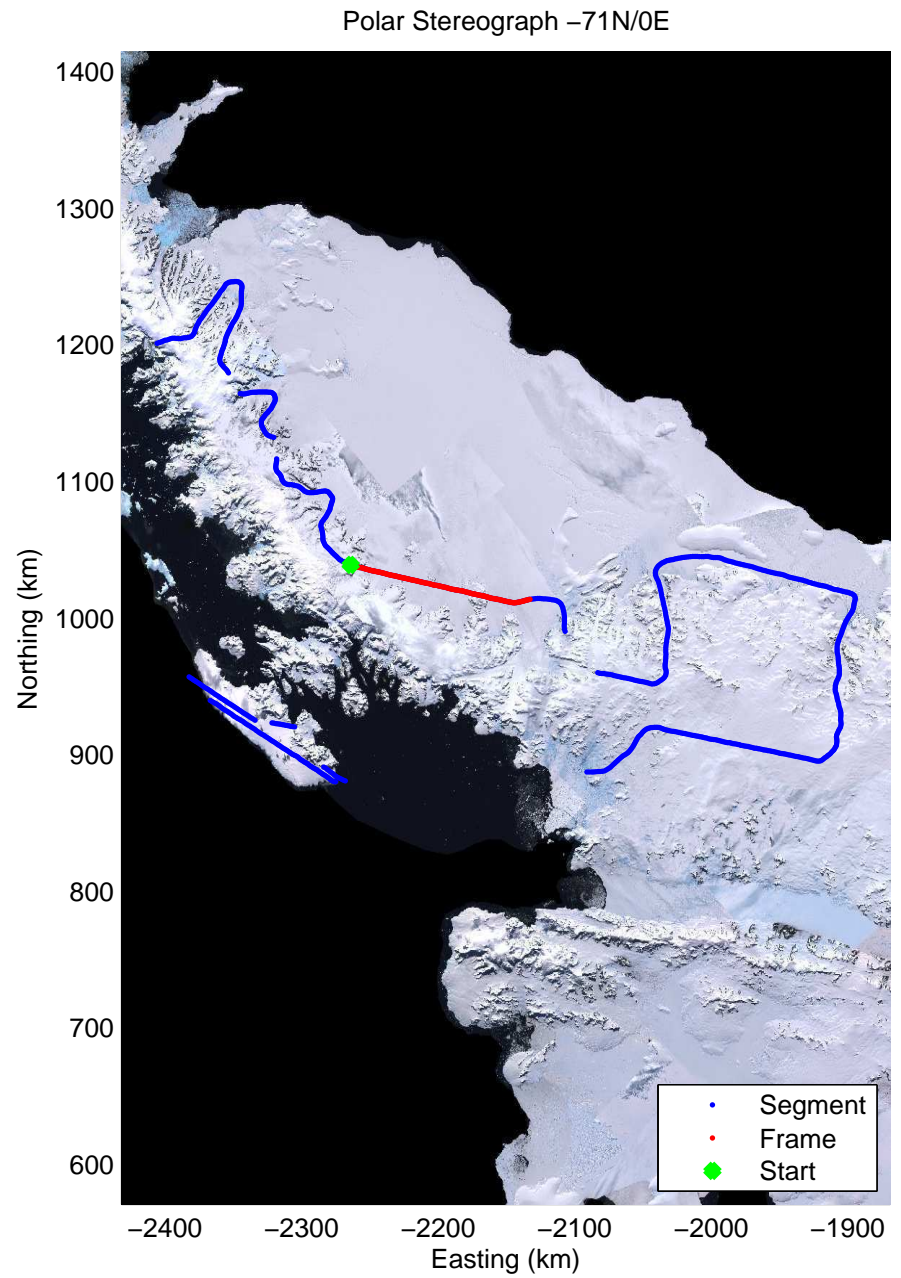 Polar Stereograph −71N/0E
1400
1300
1200
1100
1000
900
800
700
600
Northing (km)
−2400 −2300 −2200 −2100 −2000 −1900
Easting (km)
Segment
Frame
Start